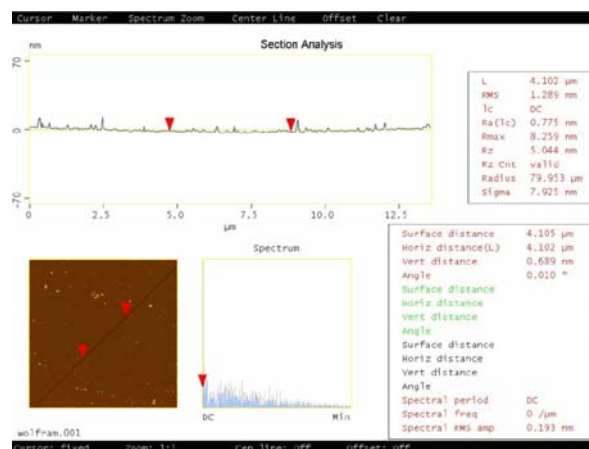 Cursor Marker Spectrum Zoom Center Line Offset Clear
Section Analysis
nm
70
0
-70
0 2.5 5.0 7.5 10.0 12.5
µm
L 4.102 µm
RMS 1.289 nm
lc DC
Ra(lc) 0.775 nm
Rmax 8.259 nm
Rz 5.044 nm
Rz Cnt valid
Radius 79.953 µm
Sigma 7.925 nm
Surface distance 4.105 µm
Horiz distance(L) 4.102 µm
Vert distance 0.689 nm
Angle 0.010 °
Surface distance
Horiz distance
Vert distance
Angle
Surface distance
Horiz distance
Vert distance
Angle
Spectral period DC
Spectral freq 0 /µm
Spectral RMS amp 0.193 nm
Spectrum
DC Min
wolfram.001
Cursor: fixed Zoom: 1:1 Cen line: Off Offset: Off